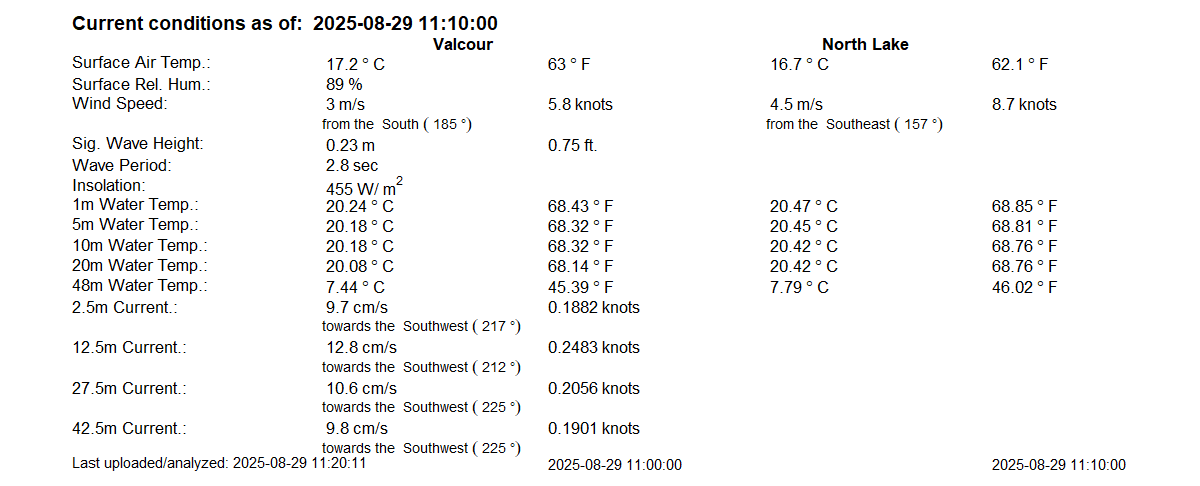 Current conditions as of: 2025-08-29 11:10:00
Valcour North Lake
Surface Air Temp.: 17.2 ° C 63 ° F 16.7 ° C 62.1 ° F
Surface Rel. Hum.: 89 %
Wind Speed: 3 m/s 5.8 knots 4.5 m/s 8.7 knots
from the South ( 185 °) from the Southeast ( 157 °)
Sig. Wave Height: 0.23 m 0.75 ft.
Wave Period: 2.8 sec
Insolation: 455 W/ m²
1m Water Temp.: 20.24 ° C 68.43 ° F 20.47 ° C 68.85 ° F
5m Water Temp.: 20.18 ° C 68.32 ° F 20.45 ° C 68.81 ° F
10m Water Temp.: 20.18 ° C 68.32 ° F 20.42 ° C 68.76 ° F
20m Water Temp.: 20.08 ° C 68.14 ° F 20.42 ° C 68.76 ° F
48m Water Temp.: 7.44 ° C 45.39 ° F 7.79 ° C 46.02 ° F
2.5m Current.: 9.7 cm/s 0.1882 knots
towards the Southwest ( 217 °)
12.5m Current.: 12.8 cm/s 0.2483 knots
towards the Southwest ( 212 °)
27.5m Current.: 10.6 cm/s 0.2056 knots
towards the Southwest ( 225 °)
42.5m Current.: 9.8 cm/s 0.1901 knots
towards the Southwest ( 225 °)
Last uploaded/analyzed: 2025-08-29 11:20:11 2025-08-29 11:00:00 2025-08-29 11:10:00